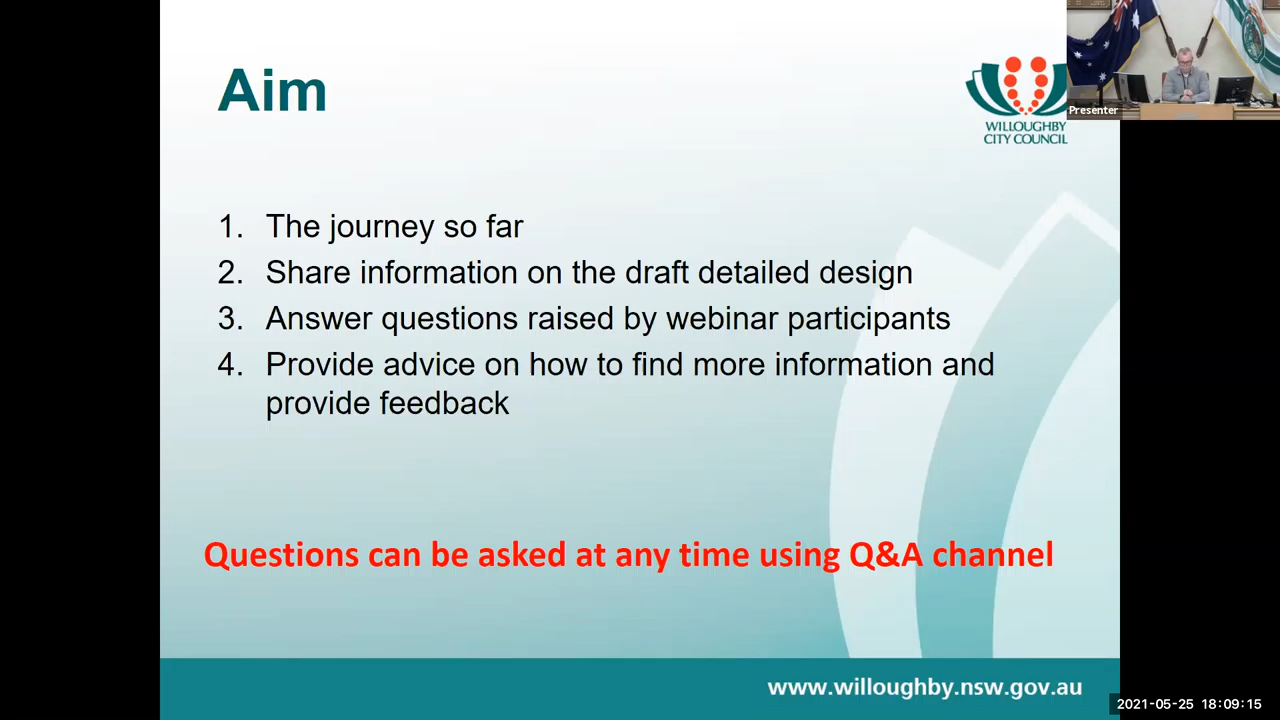 Aim
WILLOUGHBY
CITY COUNCIL
Presenter
1. The journey so far
2. Share information on the draft detailed design
3. Answer questions raised by webinar participants
4. Provide advice on how to find more information and
provide feedback
Questions can be asked at any time using Q&A channel
www.willoughby.nsw.gov.au
2021-05-25 18:09:15